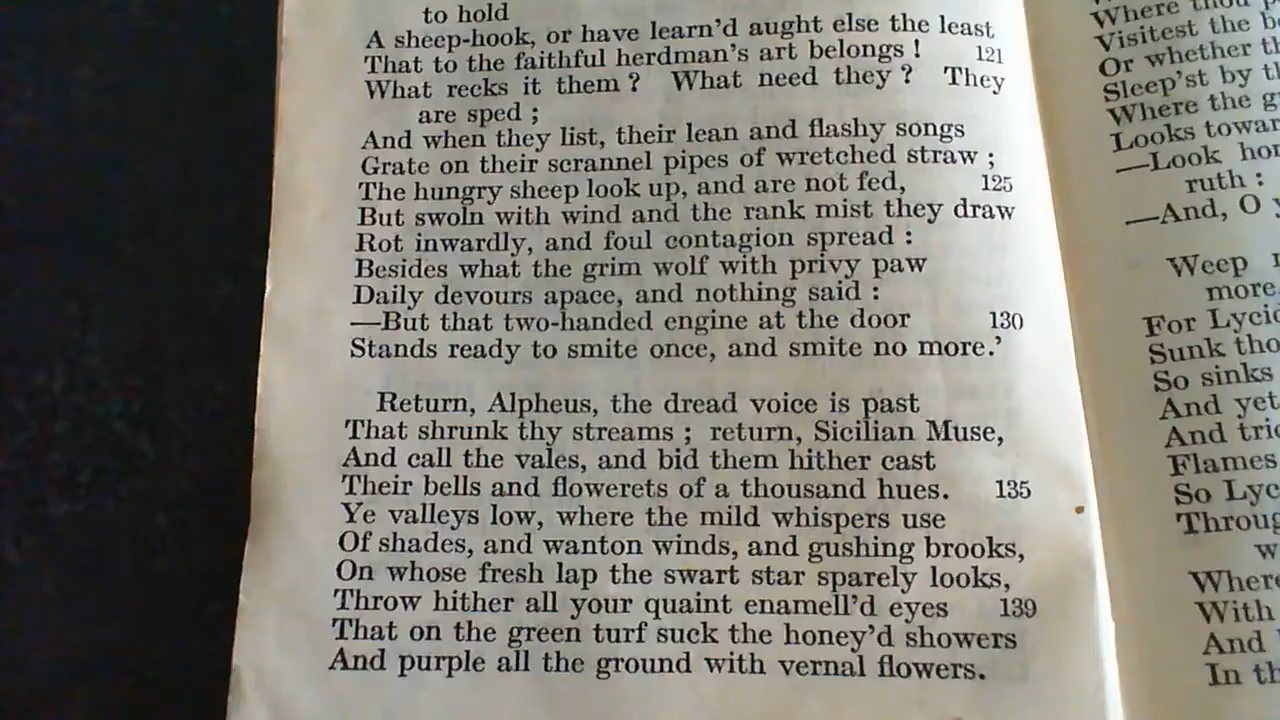 to hold
A sheep-hook, or have learn'd aught else the least
That to the faithful herdman's art belongs ! 121
What recks it them ? What need they ? They
are sped ;
And when they list, their lean and flashy songs
Grate on their scrannel pipes of wretched straw ;
The hungry sheep look up, and are not fed, 125
But swoln with wind and the rank mist they draw
Rot inwardly, and foul contagion spread :
Besides what the grim wolf with privy paw
Daily devours apace, and nothing said :
—But that two-handed engine at the door 130
Stands ready to smite once, and smite no more.'
Return, Alpheus, the dread voice is past
That shrunk thy streams ; return, Sicilian Muse,
And call the vales, and bid them hither cast
Their bells and flowerets of a thousand hues. 135
Ye valleys low, where the mild whispers use
Of shades, and wanton winds, and gushing brooks,
On whose fresh lap the swart star sparely looks,
Throw hither all your quaint enamell'd eyes 139
That on the green turf suck the honey'd showers
And purple all the ground with vernal flowers.
Where thou
Visitest the
Or whether
Sleep'st by
Where the
Looks
—Look
ruth :
—And, O
Weep
more
For
Sunk
So sinks
And yet
And
Flames
So
Where
With
And
In